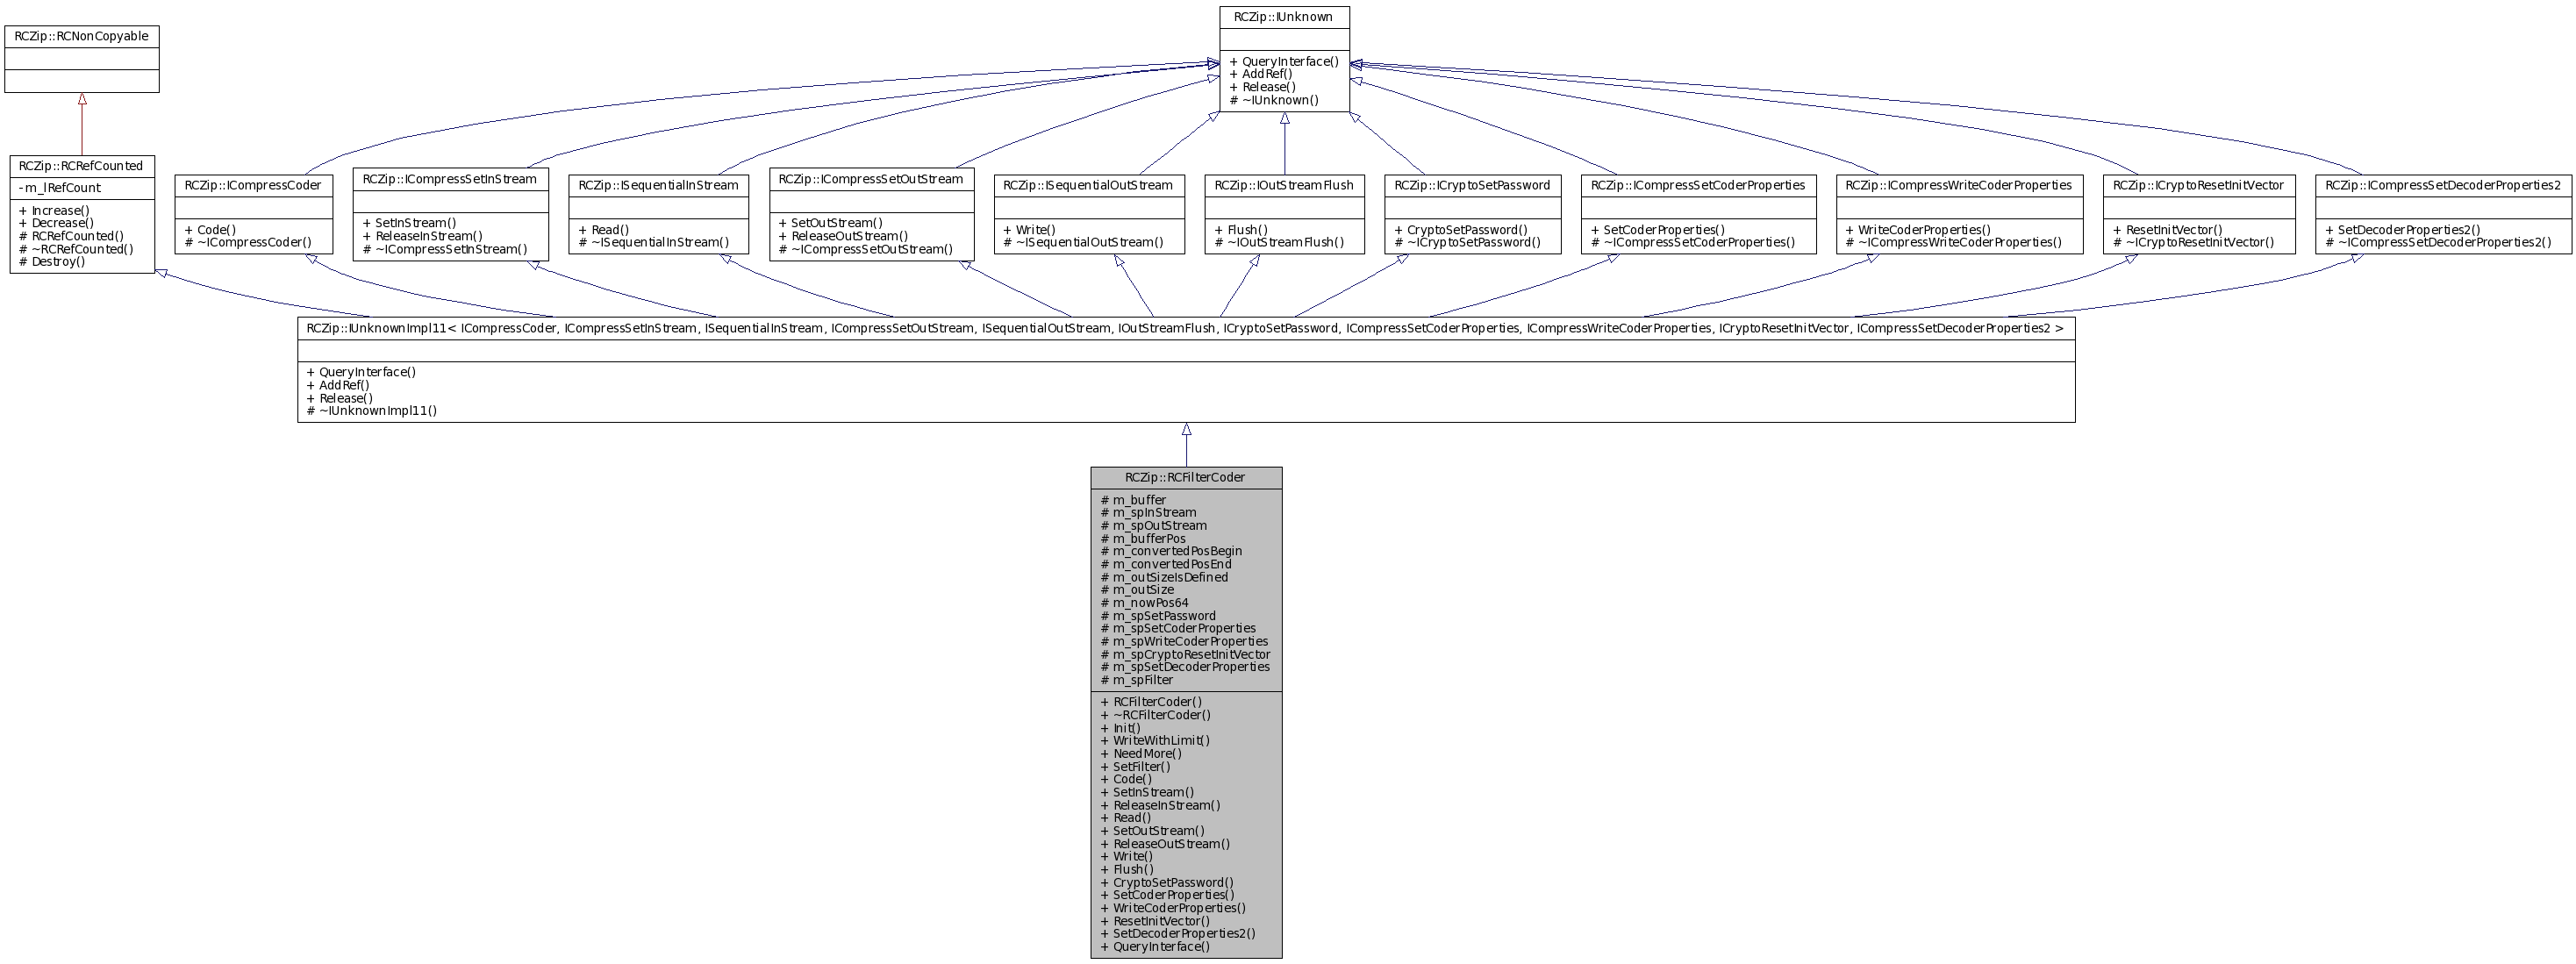 RCZip::IUnknown
+ QueryInterface()
+ AddRef()
+ Release()
# ~IUnknown()
RCZip::RCNonCopyable
RCZip::RCRefCounted
- m_lRefCount
+ Increase()
+ Decrease()
# RCRefCounted()
# ~RCRefCounted()
# Destroy()
RCZip::ICompressCoder
+ Code()
# ~ICompressCoder()
RCZip::ICompressSetInStream
+ SetInStream()
+ ReleaseInStream()
# ~ICompressSetInStream()
RCZip::ISequentialInStream
+ Read()
# ~ISequentialInStream()
RCZip::ICompressSetOutStream
+ SetOutStream()
+ ReleaseOutStream()
# ~ICompressSetOutStream()
RCZip::ISequentialOutStream
+ Write()
# ~ISequentialOutStream()
RCZip::IOutStreamFlush
+ Flush()
# ~IOutStreamFlush()
RCZip::ICryptoSetPassword
+ CryptoSetPassword()
# ~ICryptoSetPassword()
RCZip::ICompressSetCoderProperties
+ SetCoderProperties()
# ~ICompressSetCoderProperties()
RCZip::ICompressWriteCoderProperties
+ WriteCoderProperties()
# ~ICompressWriteCoderProperties()
RCZip::ICryptoResetInitVector
+ ResetInitVector()
# ~ICryptoResetInitVector()
RCZip::ICompressSetDecoderProperties2
+ SetDecoderProperties2()
# ~ICompressSetDecoderProperties2()
RCZip::IUnknownImpl11< ICompressCoder, ICompressSetInStream, ISequentialInStream, ICompressSetOutStream, ISequentialOutStream, IOutStreamFlush, ICryptoSetPassword, ICompressSetCoderProperties, ICompressWriteCoderProperties, ICryptoResetInitVector, ICompressSetDecoderProperties2 >
+ QueryInterface()
+ AddRef()
+ Release()
# ~IUnknownImpl11()
RCZip::RCFilterCoder
# m_buffer
# m_spInStream
# m_spOutStream
# m_bufferPos
# m_convertedPosBegin
# m_convertedPosEnd
# m_outSizeIsDefined
# m_outSize
# m_nowPos64
# m_spSetPassword
# m_spSetCoderProperties
# m_spWriteCoderProperties
# m_spCryptoResetInitVector
# m_spSetDecoderProperties
# m_spFilter
+ RCFilterCoder()
+ ~RCFilterCoder()
+ Init()
+ WriteWithLimit()
+ NeedMore()
+ SetFilter()
+ Code()
+ SetInStream()
+ ReleaseInStream()
+ Read()
+ SetOutStream()
+ ReleaseOutStream()
+ Write()
+ Flush()
+ CryptoSetPassword()
+ SetCoderProperties()
+ WriteCoderProperties()
+ ResetInitVector()
+ SetDecoderProperties2()
+ QueryInterface()